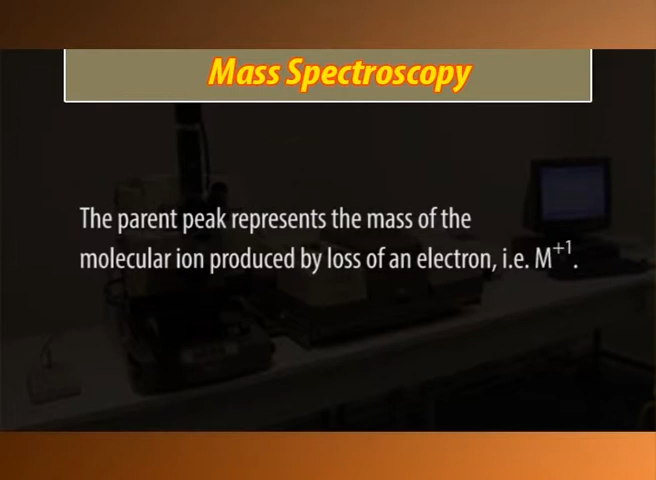 Mass Spectroscopy
The parent peak represents the mass of the
molecular ion produced by loss of an electron, i.e. M⁺¹.